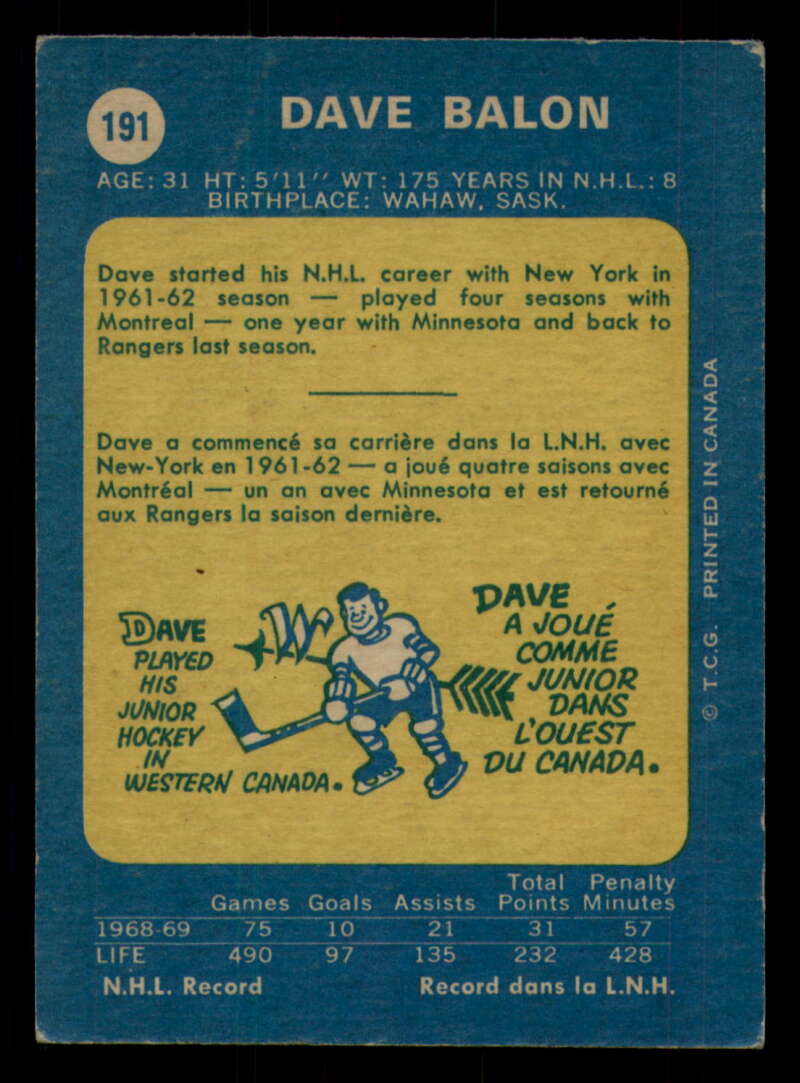 191
DAVE BALON
AGE: 31 HT: 5'11" WT: 175 YEARS IN N.H.L.: 8
BIRTHPLACE: WAHAW, SASK.
Dave started his N.H.L. career with New York in
1961-62 season — played four seasons with
Montreal — one year with Minnesota and back to
Rangers last season.
Dave a commencé sa carrière dans la L.N.H. avec
New-York en 1961-62 — a joué quatre saisons avec
Montréal — un an avec Minnesota et est retourné
aux Rangers la saison dernière.
DAVE
PLAYED
HIS
JUNIOR
HOCKEY
IN
WESTERN CANADA.
W
DAVE
A JOUÉ
COMME
JUNIOR
DANS
L'OUEST
DU CANADA.
© T.C.G. PRINTED IN CANADA
Games Goals Assists Total Points Penalty Minutes
1968-69 75 10 21 31 57
LIFE 490 97 135 232 428
N.H.L. Record Record dans la L.N.H.